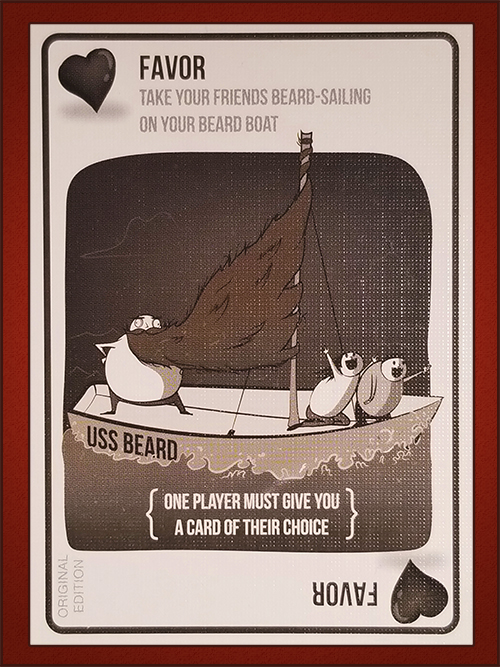 FAVOR
TAKE YOUR FRIENDS BEARD-SAILING
ON YOUR BEARD BOAT
USS BEARD
ONE PLAYER MUST GIVE YOU
A CARD OF THEIR CHOICE
ORIGINAL
EDITION
FAVOR